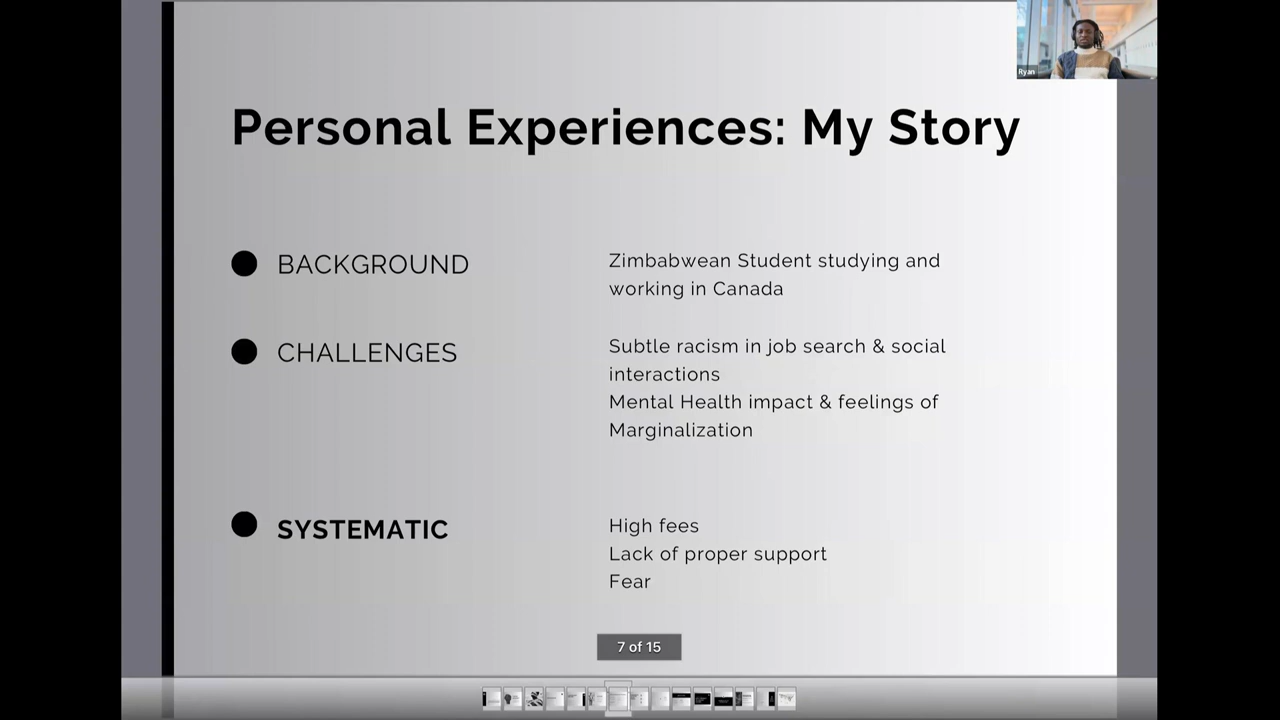 Ryan
Personal Experiences: My Story
BACKGROUND
Zimbabwean Student studying and
working in Canada
CHALLENGES
Subtle racism in job search & social
interactions
Mental Health impact & feelings of
Marginalization
SYSTEMATIC
High fees
Lack of proper support
Fear
7 of 15